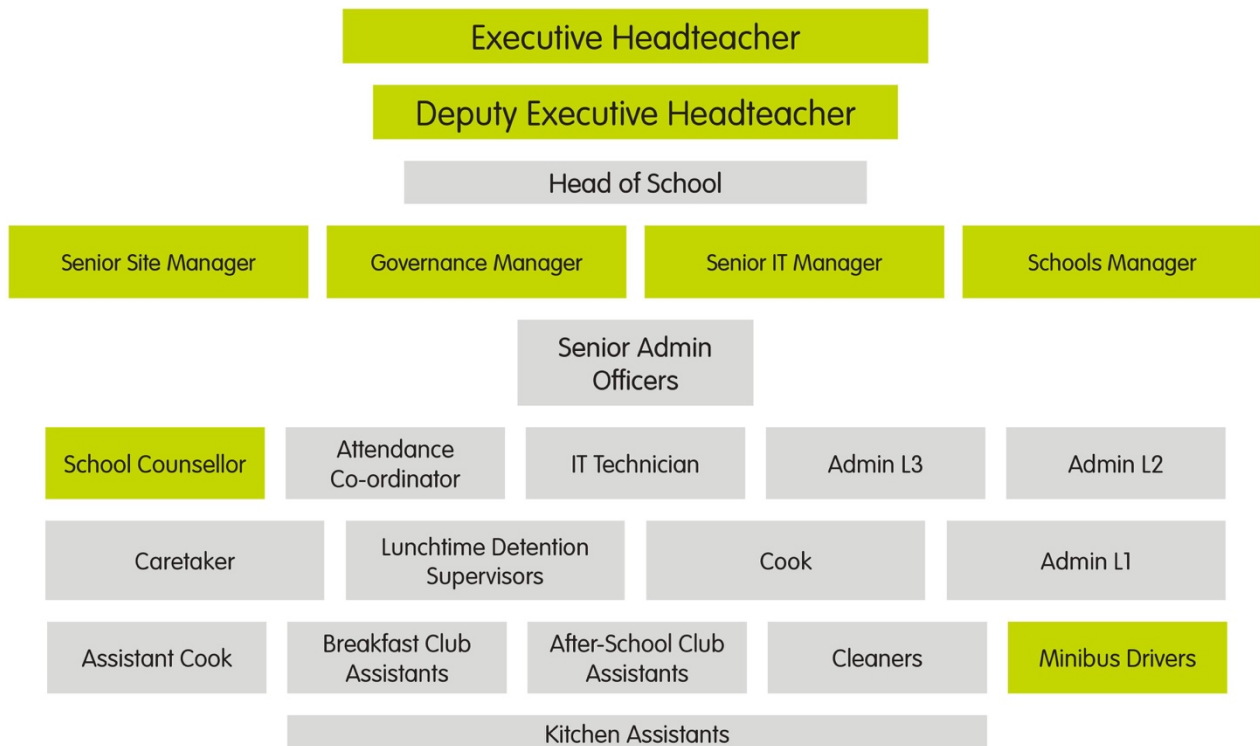 Executive Headteacher
Deputy Executive Headteacher
Head of School
Senior Site Manager
Governance Manager
Senior IT Manager
Schools Manager
Senior Admin
Officers
School Counsellor
Attendance
Co-ordinator
IT Technician
Admin L3
Admin L2
Caretaker
Lunchtime Detention
Supervisors
Cook
Admin L1
Assistant Cook
Breakfast Club
Assistants
After-School Club
Assistants
Cleaners
Minibus Drivers
Kitchen Assistants